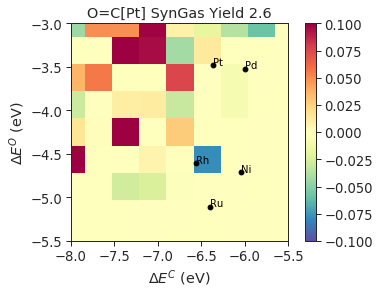 O=C[Pt] SynGas Yield 2.6
−3.0
−3.5
−4.0
−4.5
−5.0
−5.5
ΔE^O (eV)
Pt
Pd
Rh
Ni
Ru
−8.0 −7.5 −7.0 −6.5 −6.0 −5.5
ΔE^C (eV)
0.100
0.075
0.050
0.025
0.000
−0.025
−0.050
−0.075
−0.100